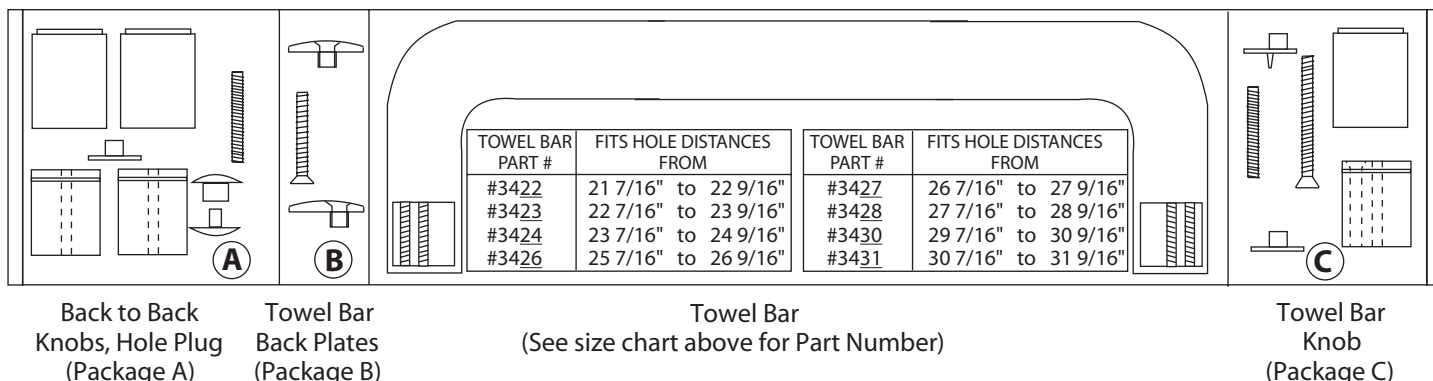 TOWEL BAR PART # FITS HOLE DISTANCES FROM TOWEL BAR PART # FITS HOLE DISTANCES FROM
#3422 21 7/16" to 22 9/16" #3427 26 7/16" to 27 9/16"
#3423 22 7/16" to 23 9/16" #3428 27 7/16" to 28 9/16"
#3424 23 7/16" to 24 9/16" #3430 29 7/16" to 30 9/16"
#3426 25 7/16" to 26 9/16" #3431 30 7/16" to 31 9/16"
A
B
C
Back to Back
Knobs, Hole Plug
(Package A)
Towel Bar
Back Plates
(Package B)
Towel Bar
(See size chart above for Part Number)
Towel Bar
Knob
(Package C)